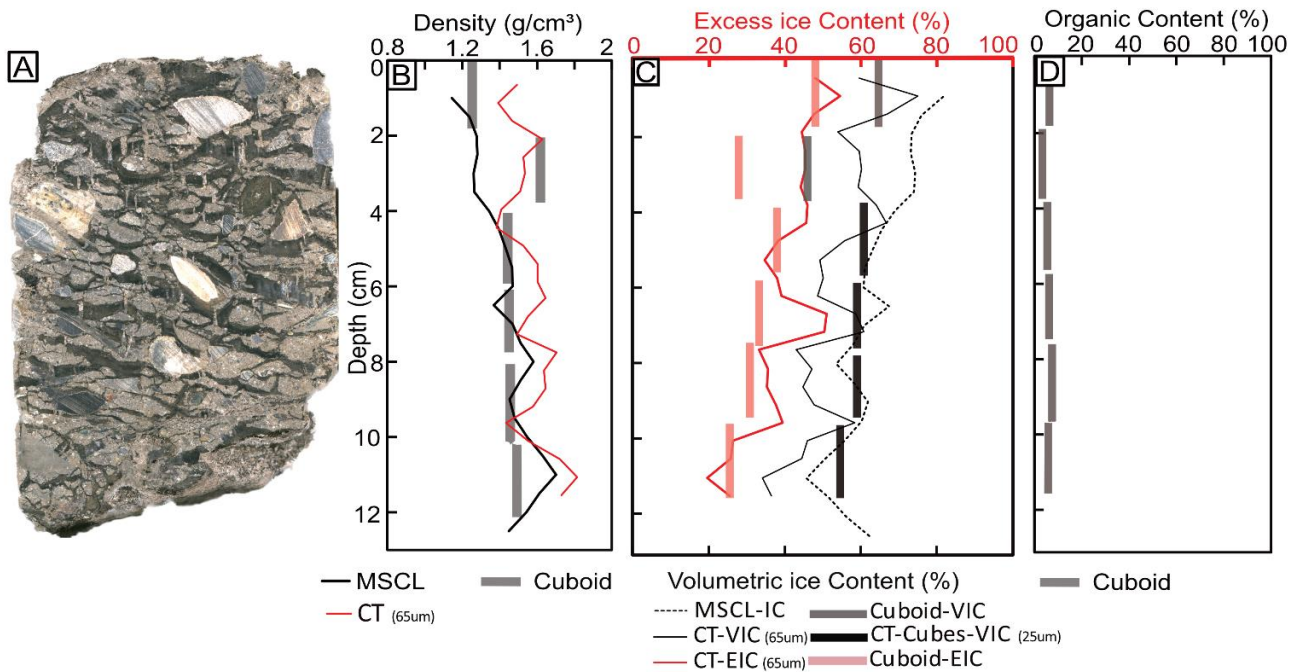 Density (g/cm³)
0.8 1.2 1.6 2
Excess ice Content (%)
0 20 40 60 80 100
Organic Content (%)
0 20 40 60 80 100
A
B
C
D
Depth (cm)
0
2
4
6
8
10
12
MSCL
Cuboid
CT (65um)
Volumetric ice Content (%)
MSCL-IC
Cuboid-VIC
CT-VIC (65um)
CT-Cubes-VIC (25um)
CT-EIC (65um)
Cuboid-EIC
Cuboid